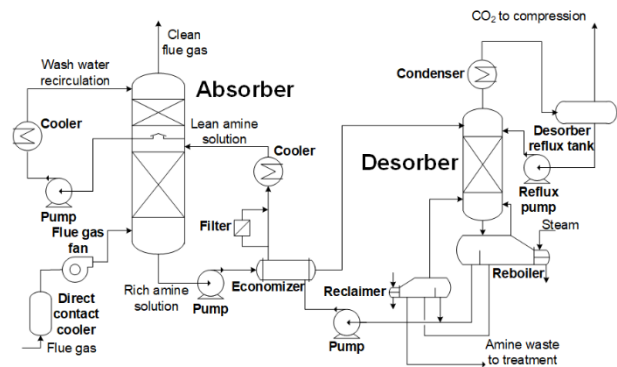 CO2 to compression
Clean
flue gas
Wash water
recirculation
Absorber
Condenser
Cooler
Lean amine
solution
Cooler
Desorber
Desorber
reflux tank
Pump
Reflux
pump
Flue gas
fan
Filter
Steam
Economizer
Reclaimer
Reboiler
Direct
contact
cooler
Rich amine
solution
Pump
Pump
Flue gas
Amine waste
to treatment